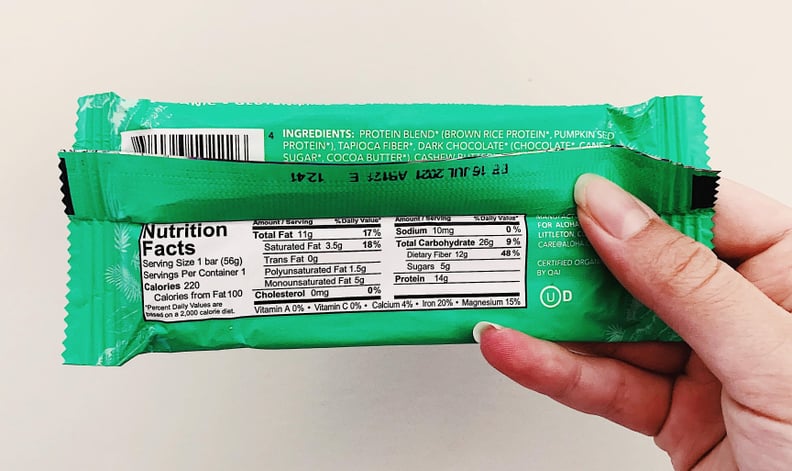 4
INGREDIENTS: PROTEIN BLEND* (BROWN RICE PROTEIN*, PUMPKIN SEED
PROTEIN*), TAPIOCA FIBER*, DARK CHOCOLATE* (CHOCOLATE*, CANE
SUGAR*, COCOA BUTTER*), CASHEW BUTTER*
16 JUL 2021
E 1241
Nutrition
Facts
Serving Size 1 bar (56g)
Servings Per Container 1
Calories 220
Calories from Fat 100
*Percent Daily Values are
based on a 2,000 calorie diet.
Amount / Serving %Daily Value*
Total Fat 11g 17%
Saturated Fat 3.5g 18%
Trans Fat 0g
Polyunsaturated Fat 1.5g
Monounsaturated Fat 5g
Cholesterol 0mg 0%
Amount / Serving %Daily Value*
Sodium 10mg 0%
Total Carbohydrate 26g 9%
Dietary Fiber 12g 48%
Sugars 5g
Protein 14g
Vitamin A 0% • Vitamin C 0% • Calcium 4% • Iron 20% • Magnesium 15%
FOR ALOHA
LITTLETON,
CARE@ALOHA
CERTIFIED ORGAN
BY QAI
U D